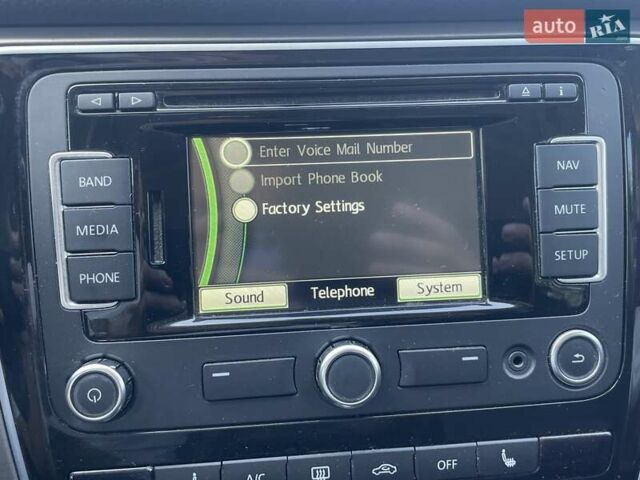 auto RIA
BAND
MEDIA
PHONE
Enter Voice Mail Number
Import Phone Book
Factory Settings
Sound
Telephone
System
NAV
MUTE
SETUP
A/C
OFF